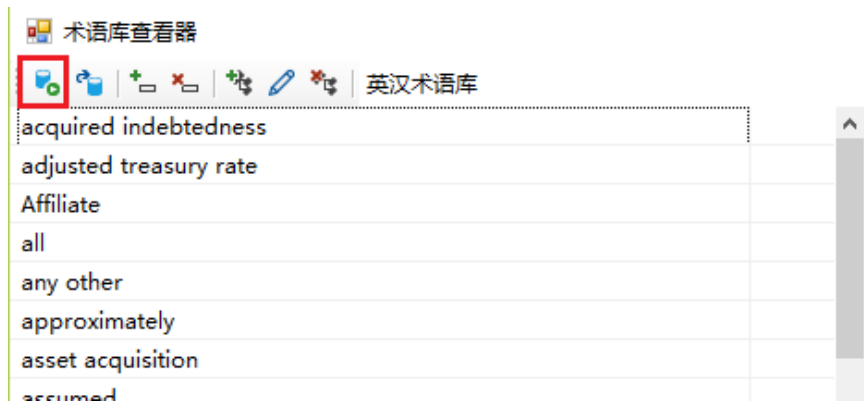 术语库查看器
英汉术语库
acquired indebtedness
adjusted treasury rate
Affiliate
all
any other
approximately
asset acquisition
assumed